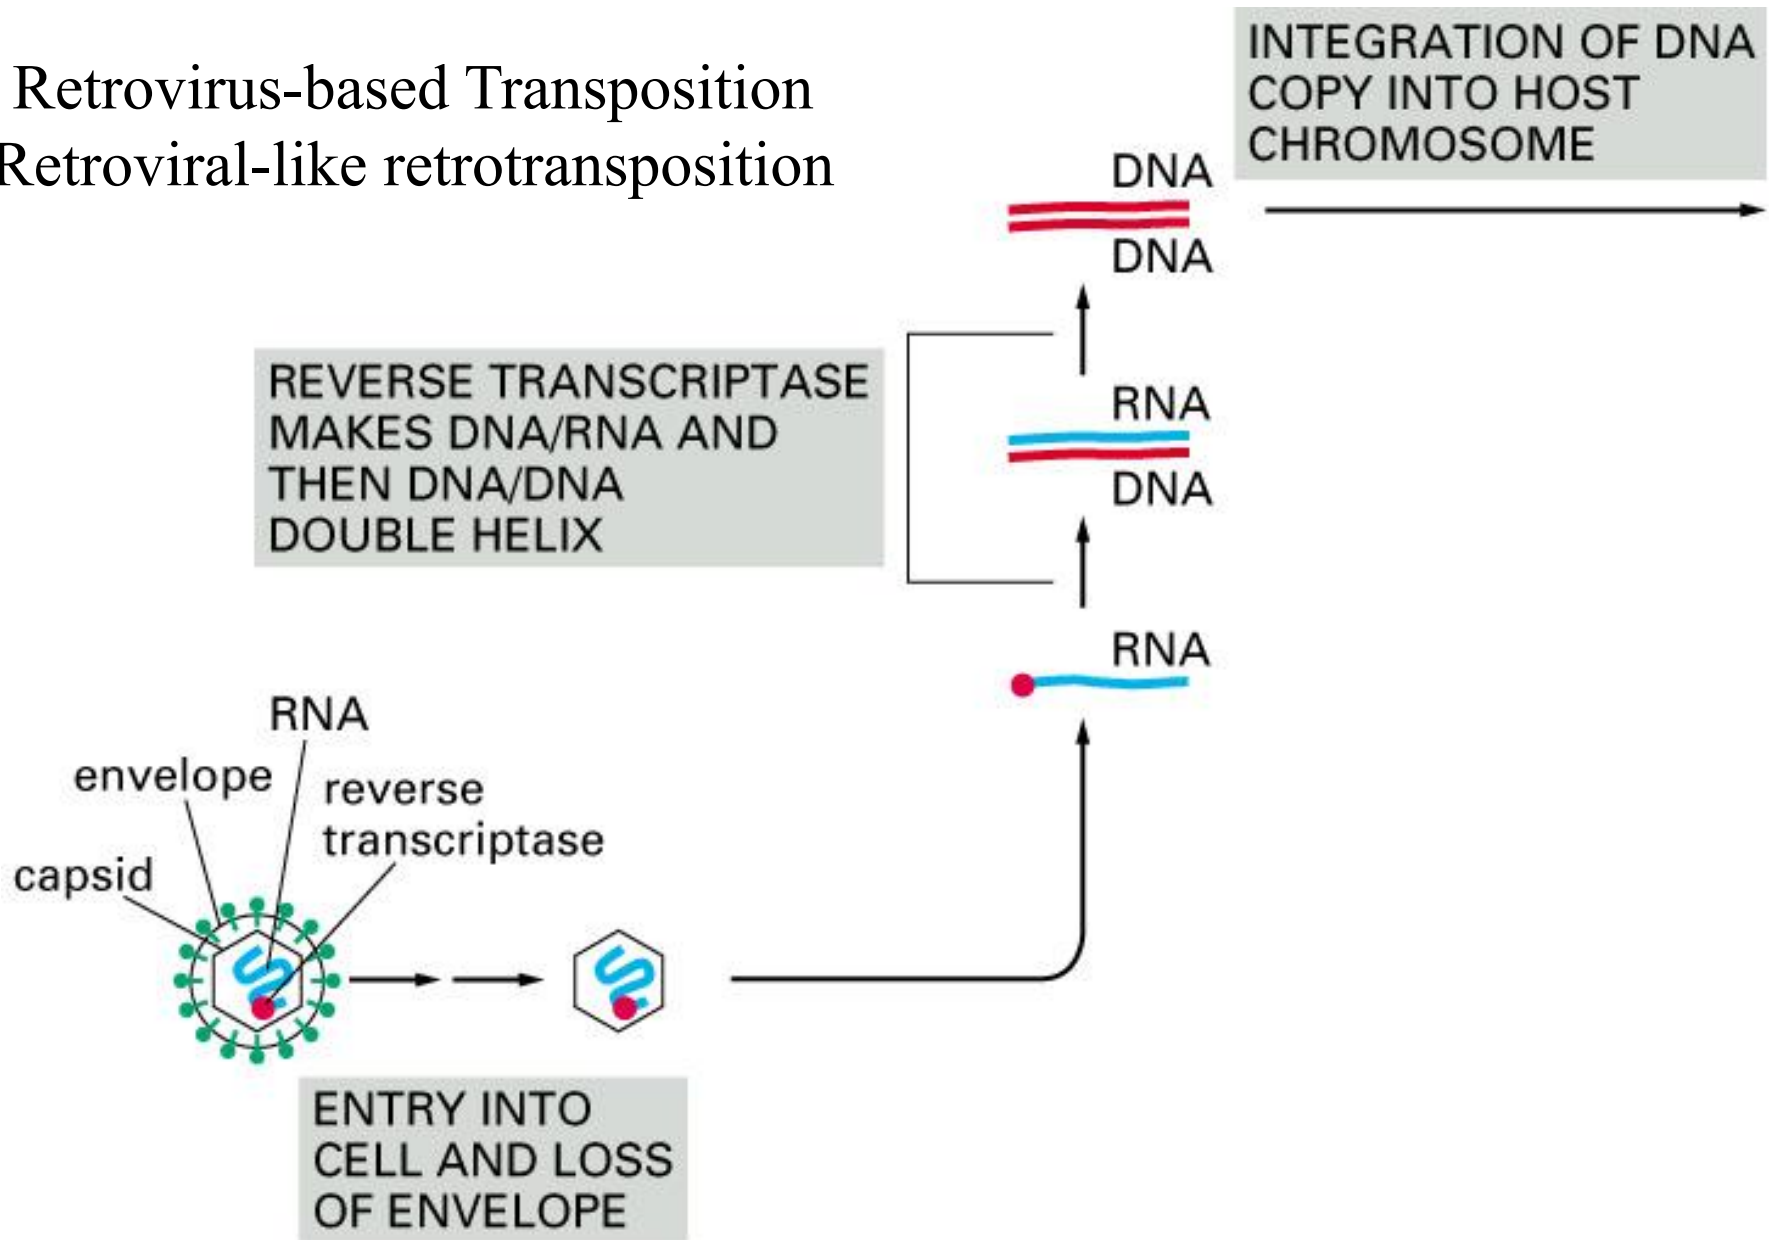 Retrovirus-based Transposition
Retroviral-like retrotransposition
INTEGRATION OF DNA
COPY INTO HOST
CHROMOSOME
DNA
DNA
REVERSE TRANSCRIPTASE
MAKES DNA/RNA AND
THEN DNA/DNA
DOUBLE HELIX
RNA
DNA
RNA
RNA
envelope
reverse
transcriptase
capsid
ENTRY INTO
CELL AND LOSS
OF ENVELOPE